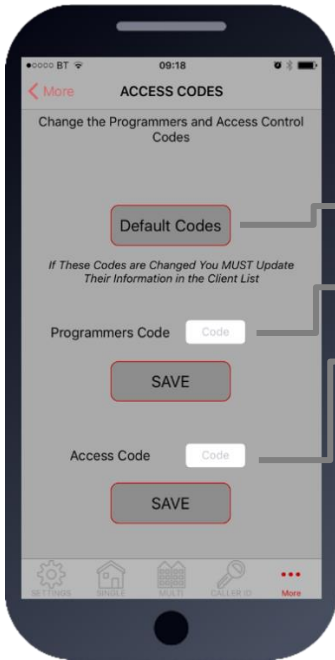 ●oooo BT 09:18
< More ACCESS CODES
Change the Programmers and Access Control
Codes
Default Codes
If These Codes are Changed You MUST Update
Their Information in the Client List
Programmers Code Code
SAVE
Access Code Code
SAVE
SETTINGS SINGLE MULTI CALLER ID More